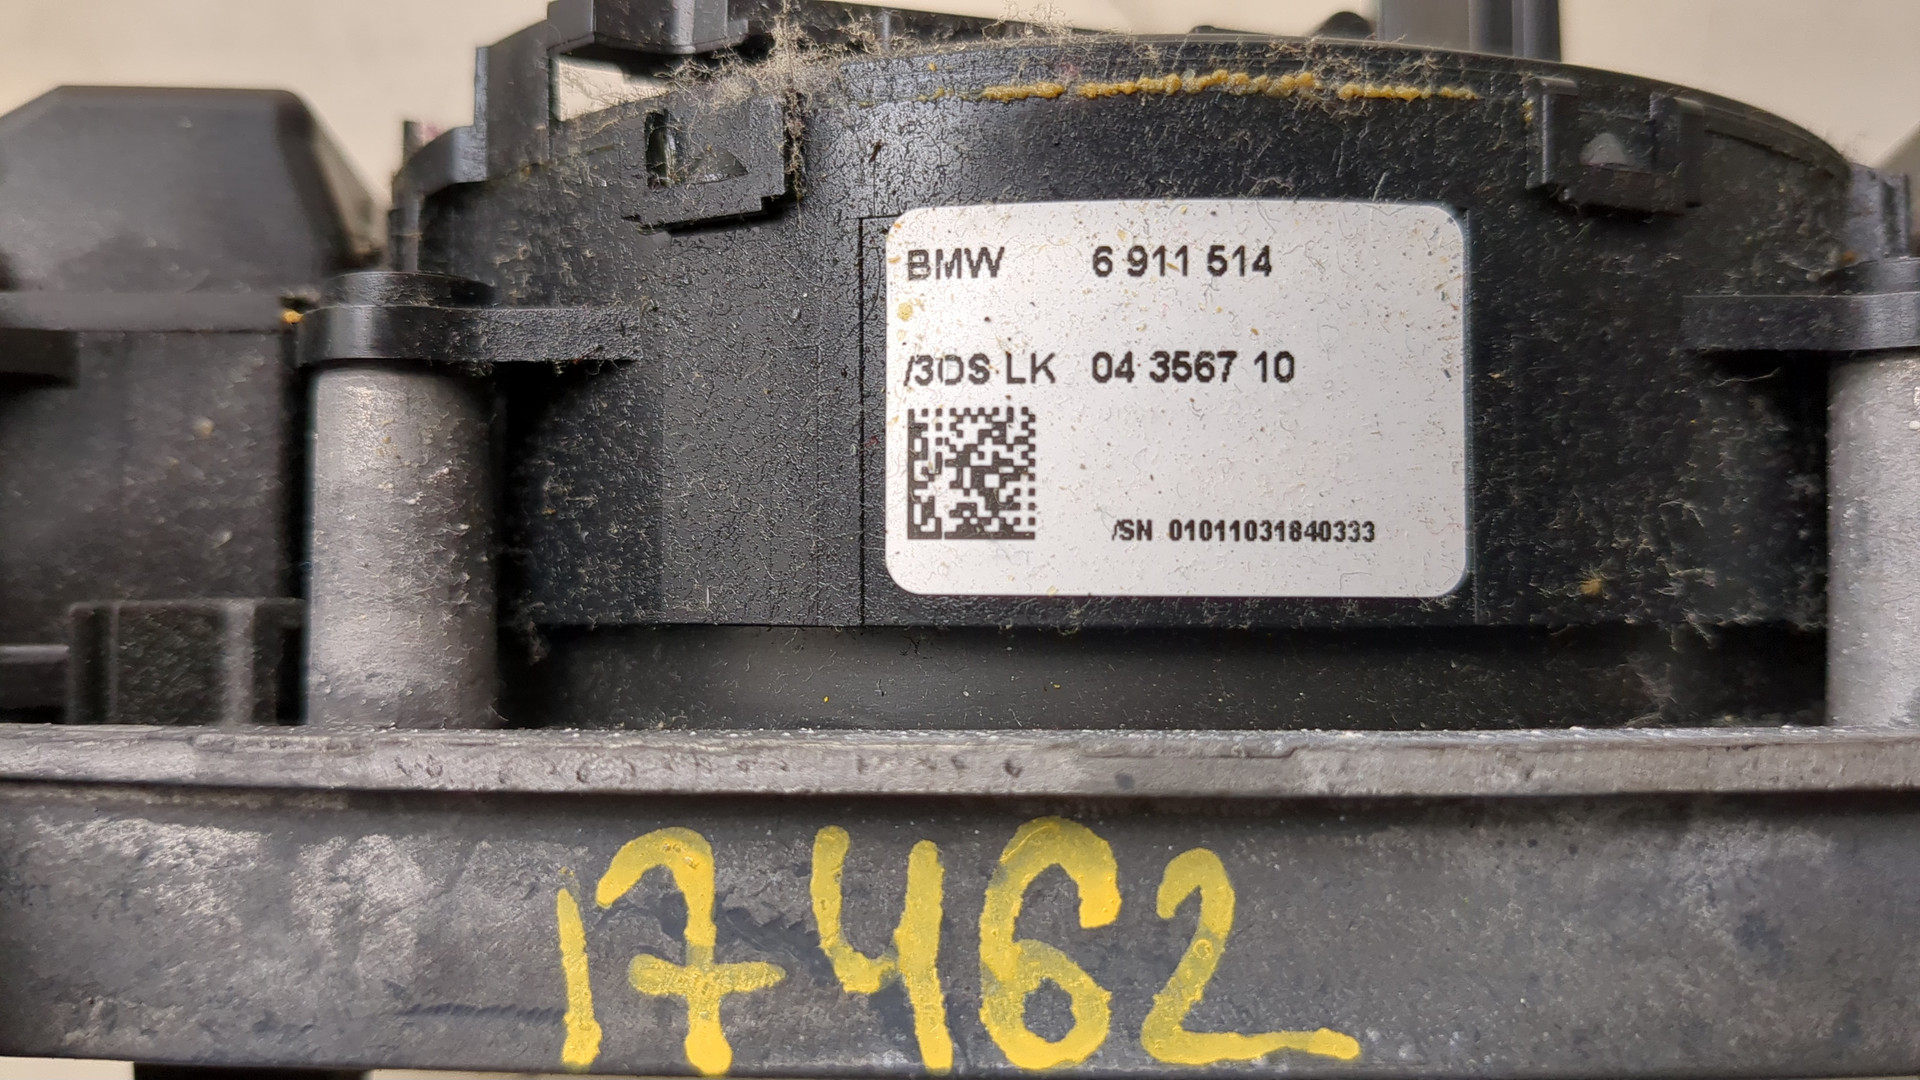 BMW 6 911 514
/3DS LK 04 3567 10
/SN 01011031840333
17462